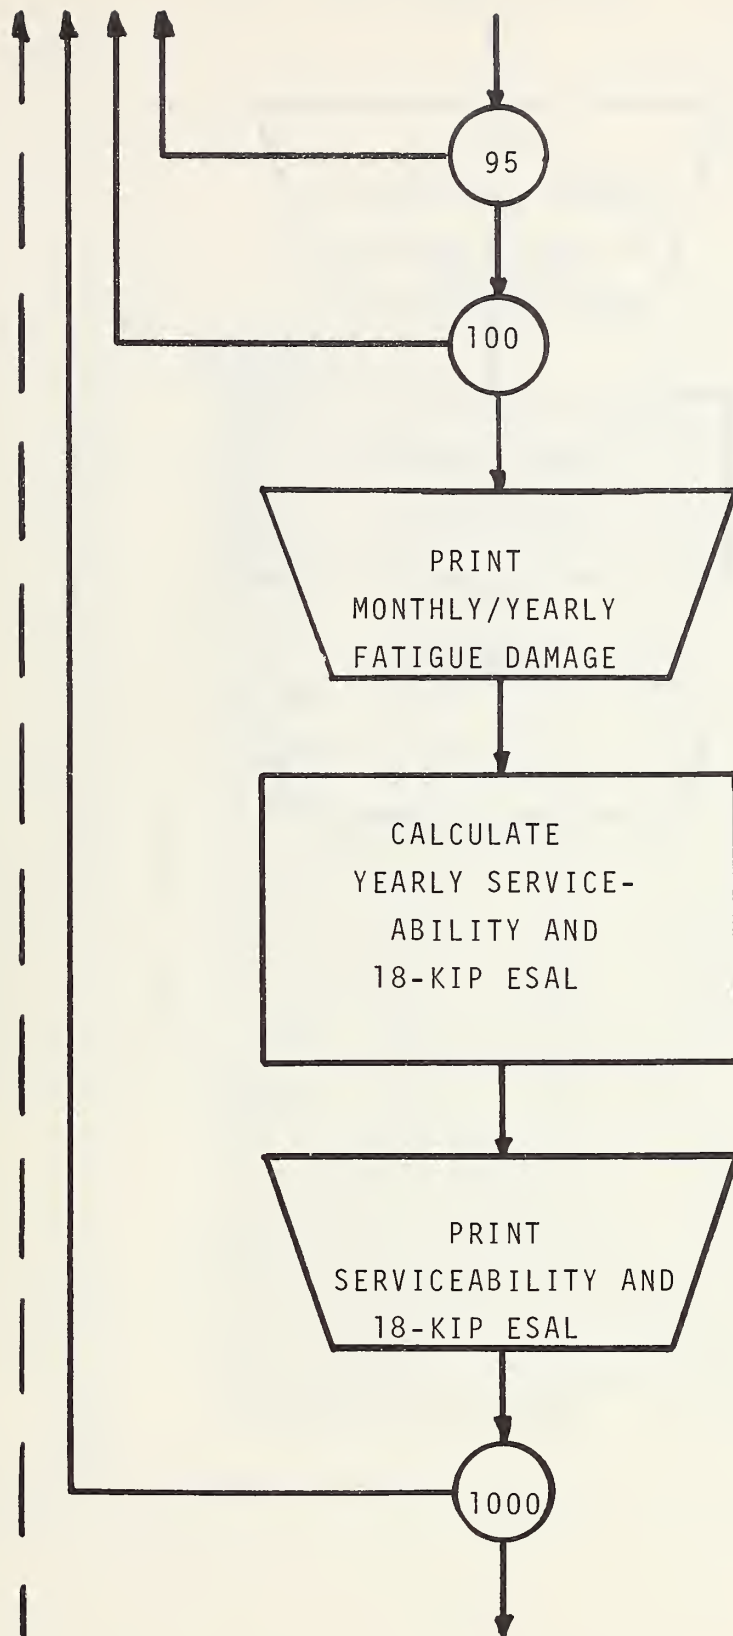 95
100
PRINT
MONTHLY/YEARLY
FATIGUE DAMAGE
CALCULATE
YEARLY SERVICE-
ABILITY AND
18-KIP ESAL
PRINT
SERVICEABILITY AND
18-KIP ESAL
1000